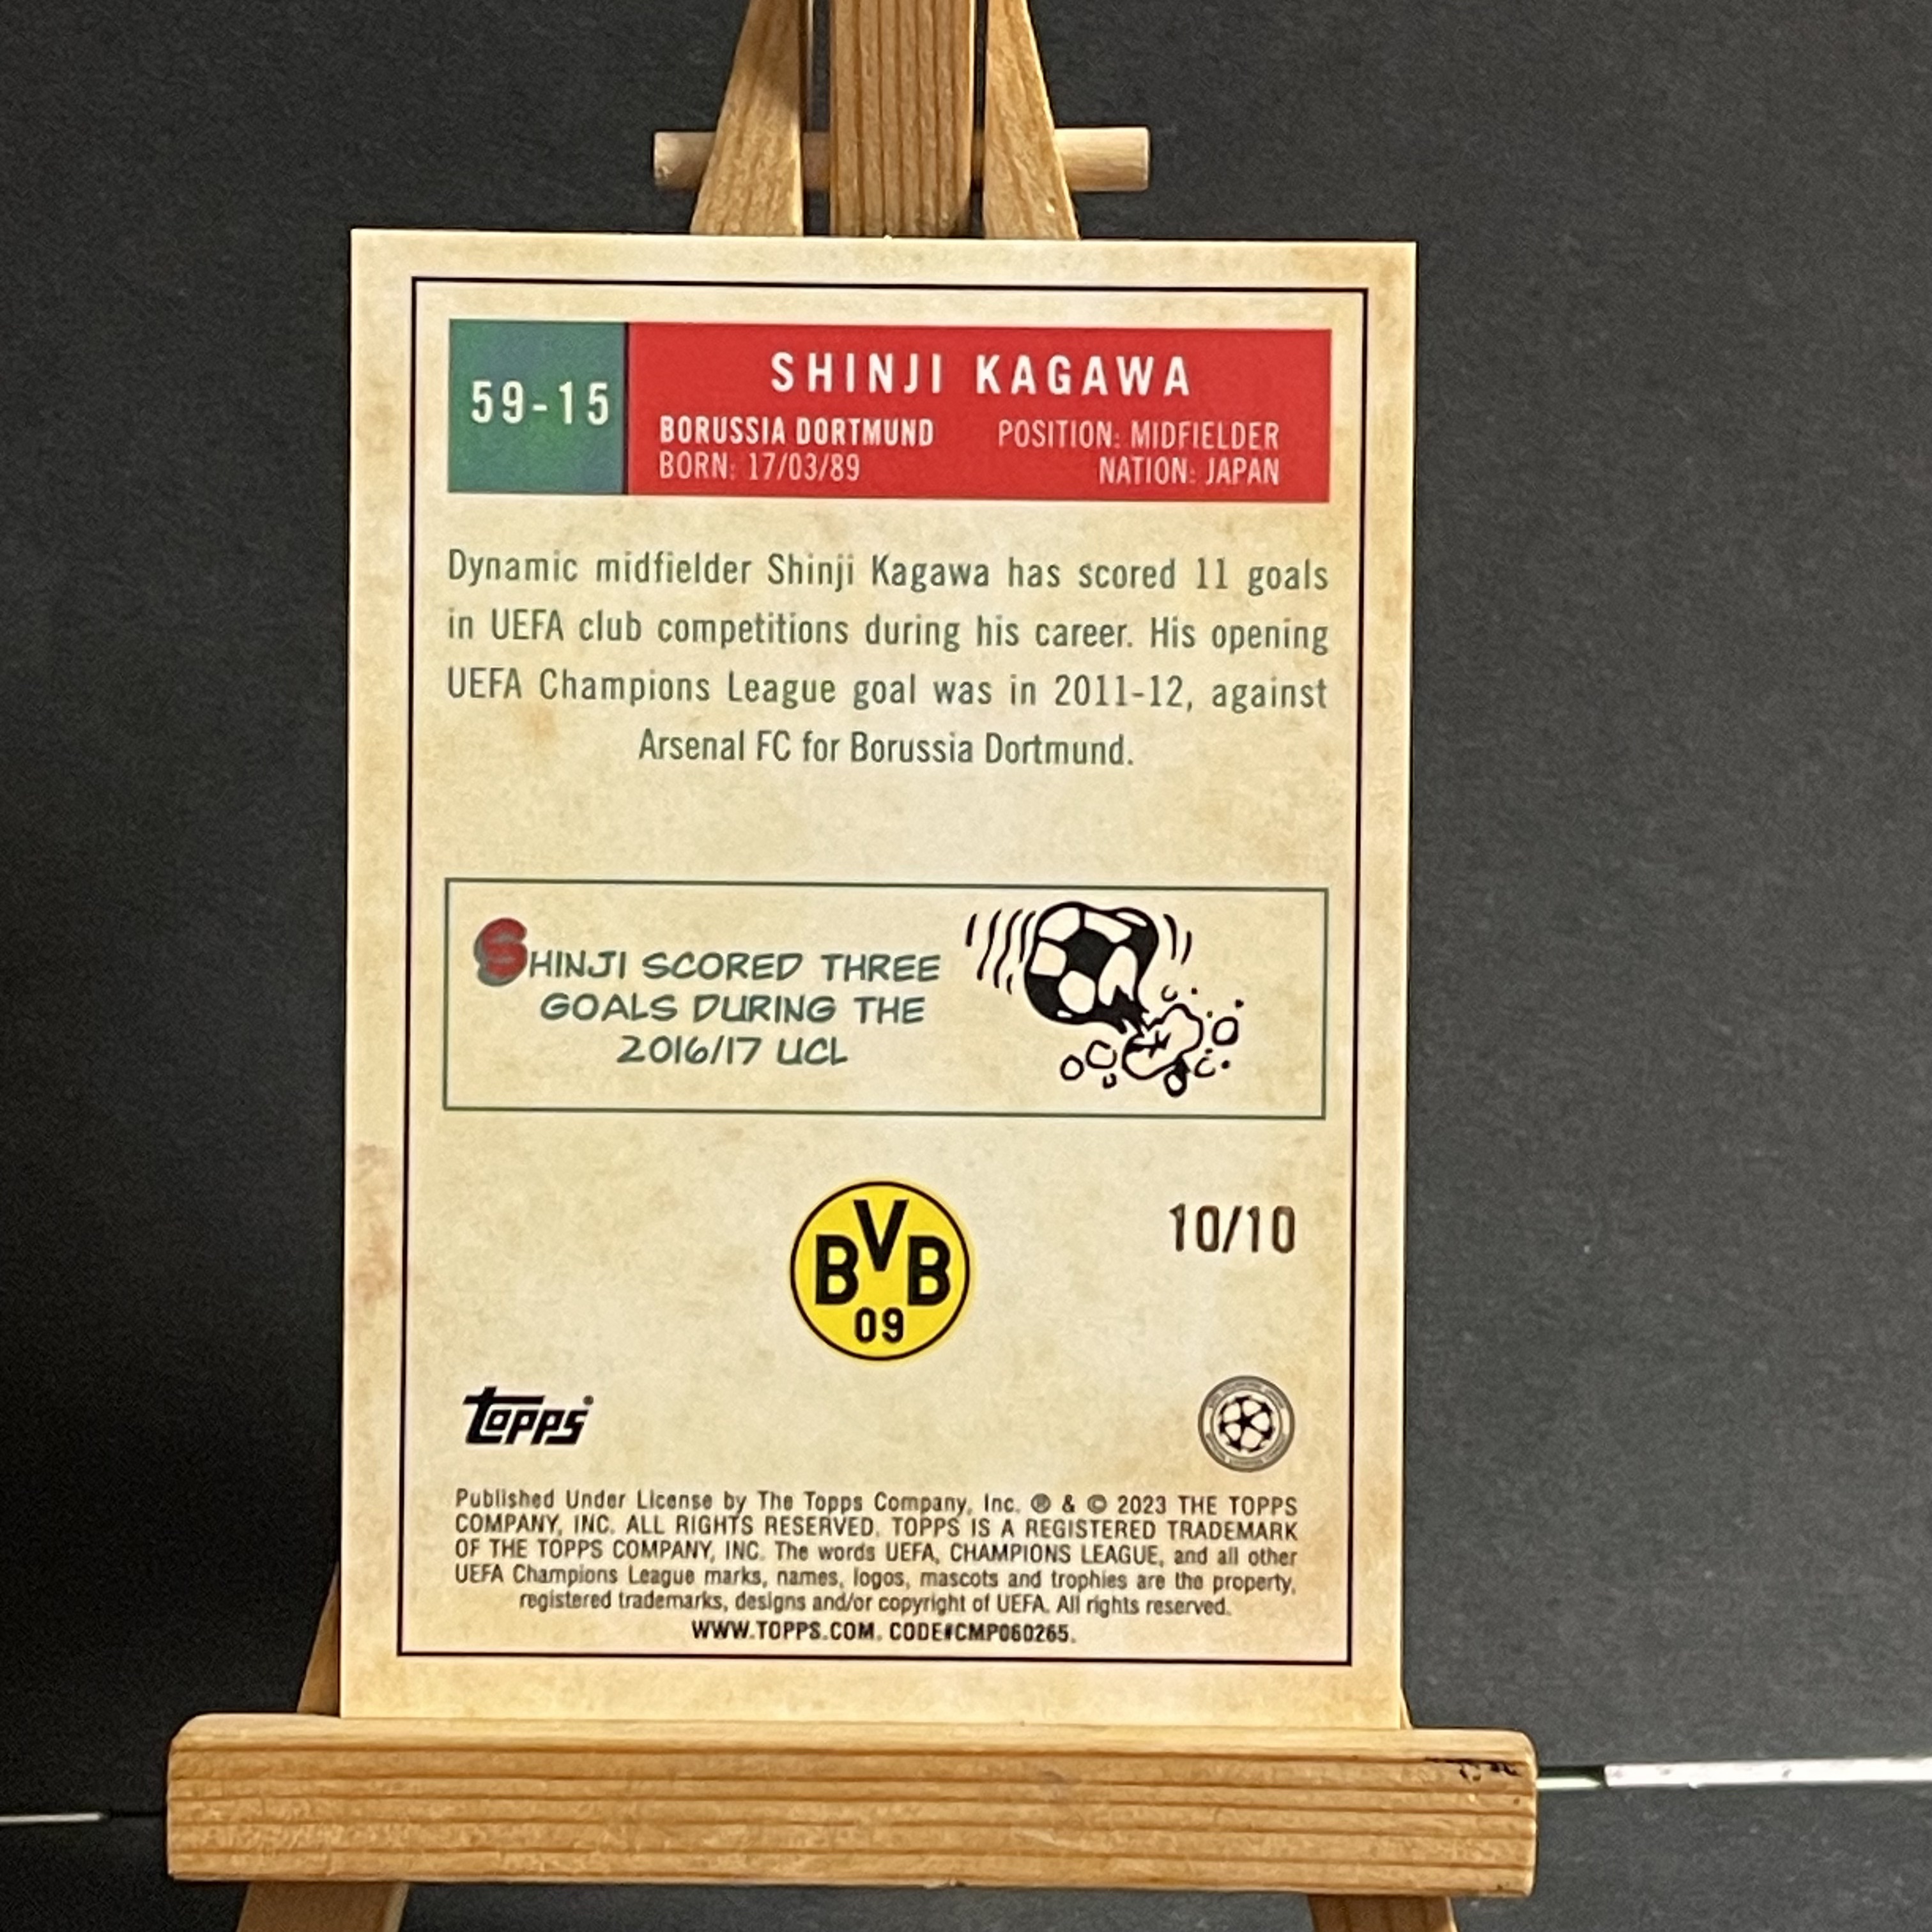 59-15
SHINJI KAGAWA
BORUSSIA DORTMUND
POSITION: MIDFIELDER
BORN: 17/03/89
NATION: JAPAN
Dynamic midfielder Shinji Kagawa has scored 11 goals
in UEFA club competitions during his career. His opening
UEFA Champions League goal was in 2011-12, against
Arsenal FC for Borussia Dortmund.
SHINJI SCORED THREE
GOALS DURING THE
2016/17 UCL
10/10
BVB
09
topps®
Published Under License by The Topps Company, Inc. ® & © 2023 THE TOPPS
COMPANY, INC. ALL RIGHTS RESERVED. TOPPS IS A REGISTERED TRADEMARK
OF THE TOPPS COMPANY, INC. The words UEFA, CHAMPIONS LEAGUE, and all other
UEFA Champions League marks, names, logos, mascots and trophies are the property,
registered trademarks, designs and/or copyright of UEFA. All rights reserved.
WWW.TOPPS.COM. CODE#CMP060265.